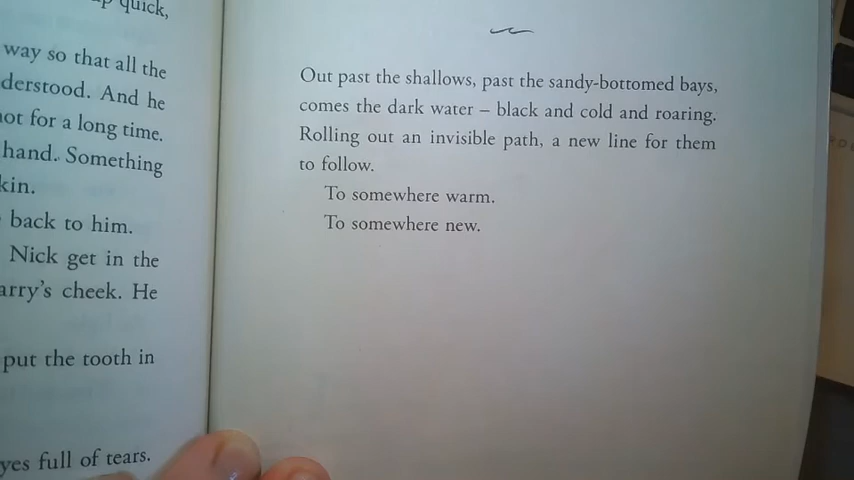 quick,
way so that all the
derstood. And he
not for a long time.
hand. Something
kin.
back to him.
Nick get in the
arry's cheek. He
put the tooth in
yes full of tears.
Out past the shallows, past the sandy-bottomed bays,
comes the dark water – black and cold and roaring.
Rolling out an invisible path, a new line for them
to follow.
To somewhere warm.
To somewhere new.